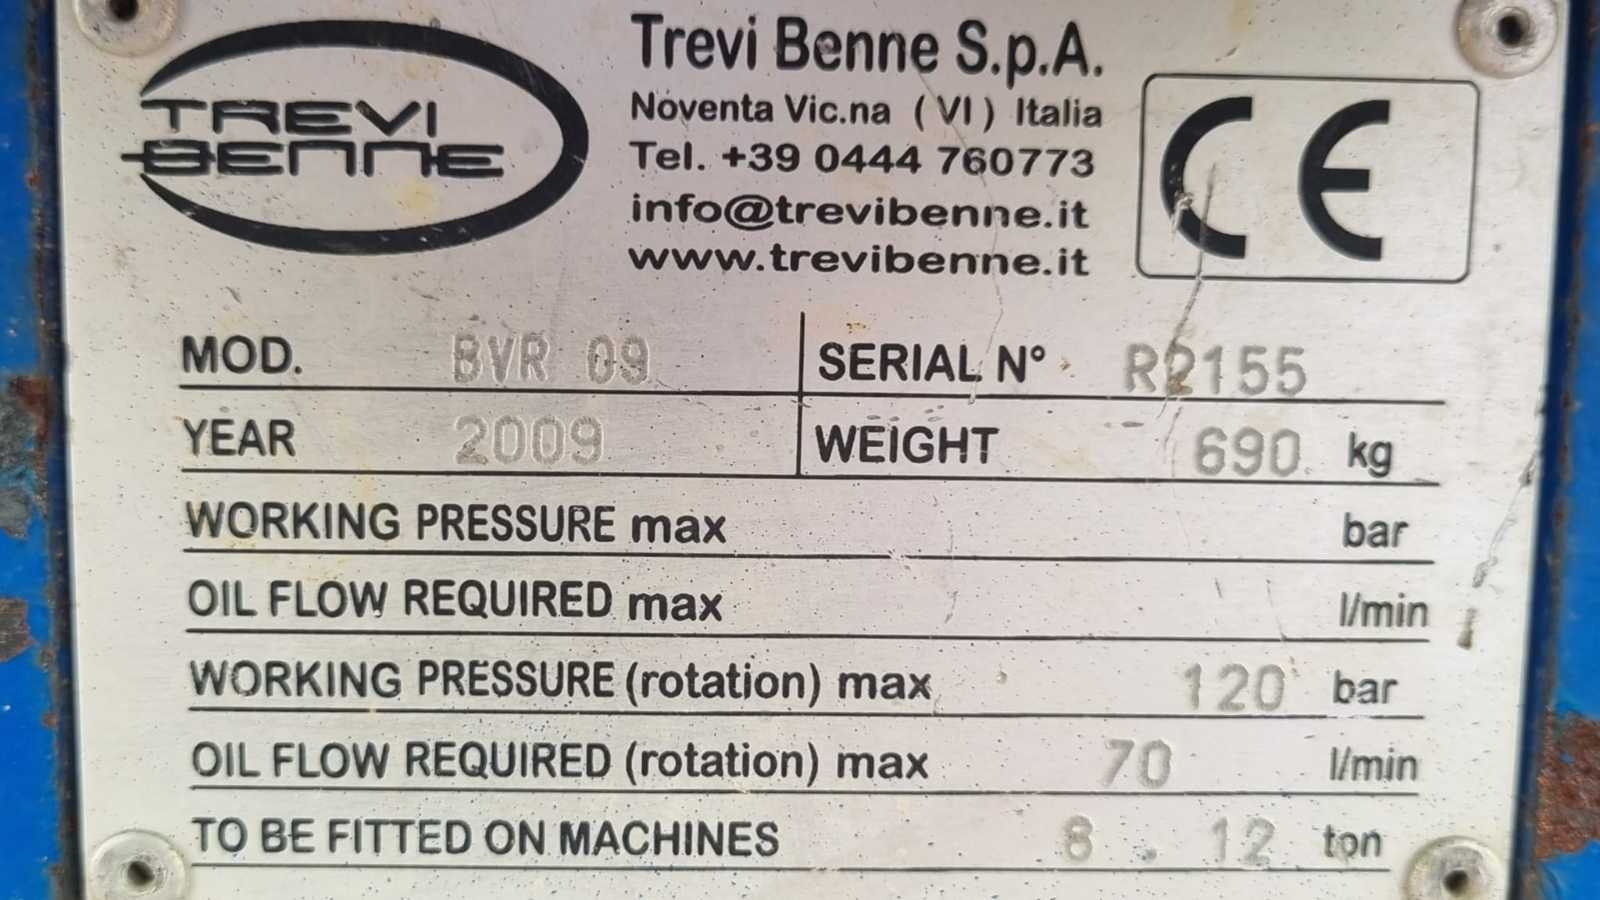 TREVI
BENNE
Trevi Benne S.p.A.
Noventa Vic.na ( VI ) Italia
Tel. +39 0444 760773
info@trevibenne.it
www.trevibenne.it
CE
MOD. BVR 09 SERIAL N° R2155
YEAR 2009 WEIGHT 690 kg
WORKING PRESSURE max bar
OIL FLOW REQUIRED max l/min
WORKING PRESSURE (rotation) max 120 bar
OIL FLOW REQUIRED (rotation) max 70 l/min
TO BE FITTED ON MACHINES 8 . 12 ton